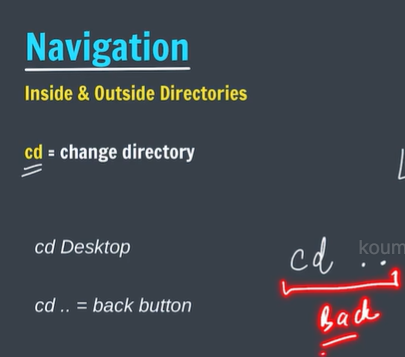 Navigation
Inside & Outside Directories
cd = change directory
cd Desktop
cd .. = back button
cd ..
koum
Back